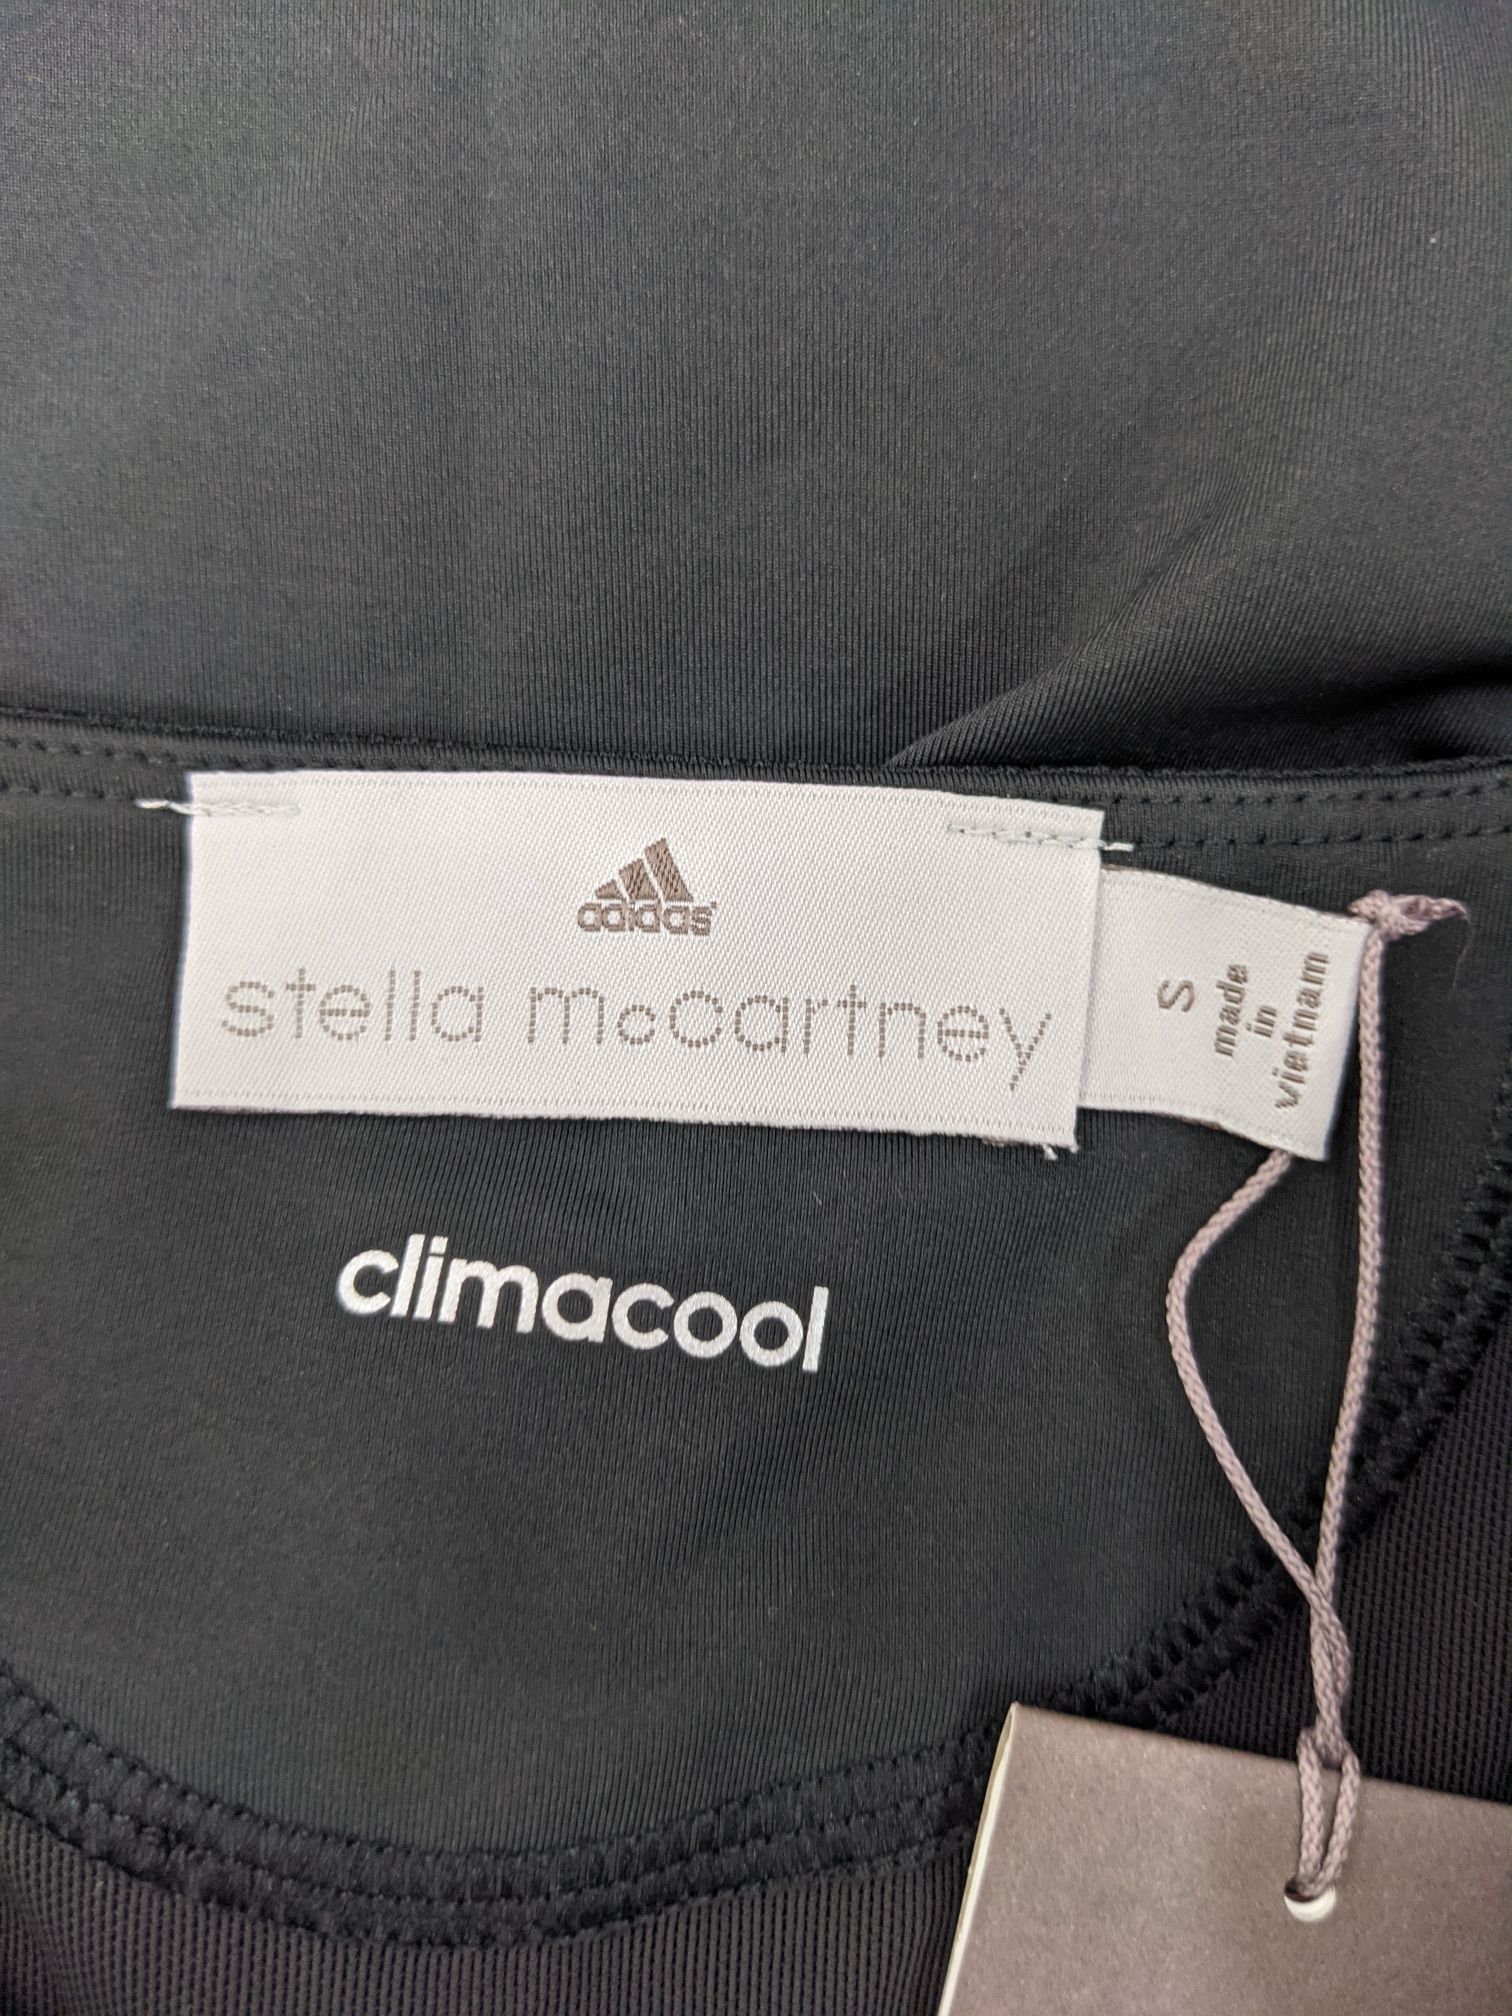 adidas
stella mccartney
S
made
in
vietnam
climacool